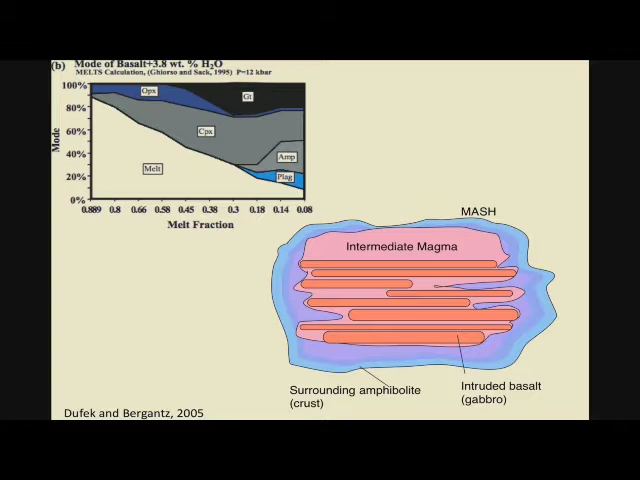 (b) Mode of Basalt+3.8 wt. % H₂O
MELTS Calculation, (Ghiorso and Sack, 1995) P=12 kbar
100%
80%
60%
40%
20%
0%
Mode
Opx
Gt
Cpx
Amp
Melt
Plag
0.889 0.8 0.66 0.58 0.45 0.38 0.3 0.18 0.14 0.08
Melt Fraction
MASH
Intermediate Magma
Surrounding amphibolite
(crust)
Intruded basalt
(gabbro)
Dufek and Bergantz, 2005